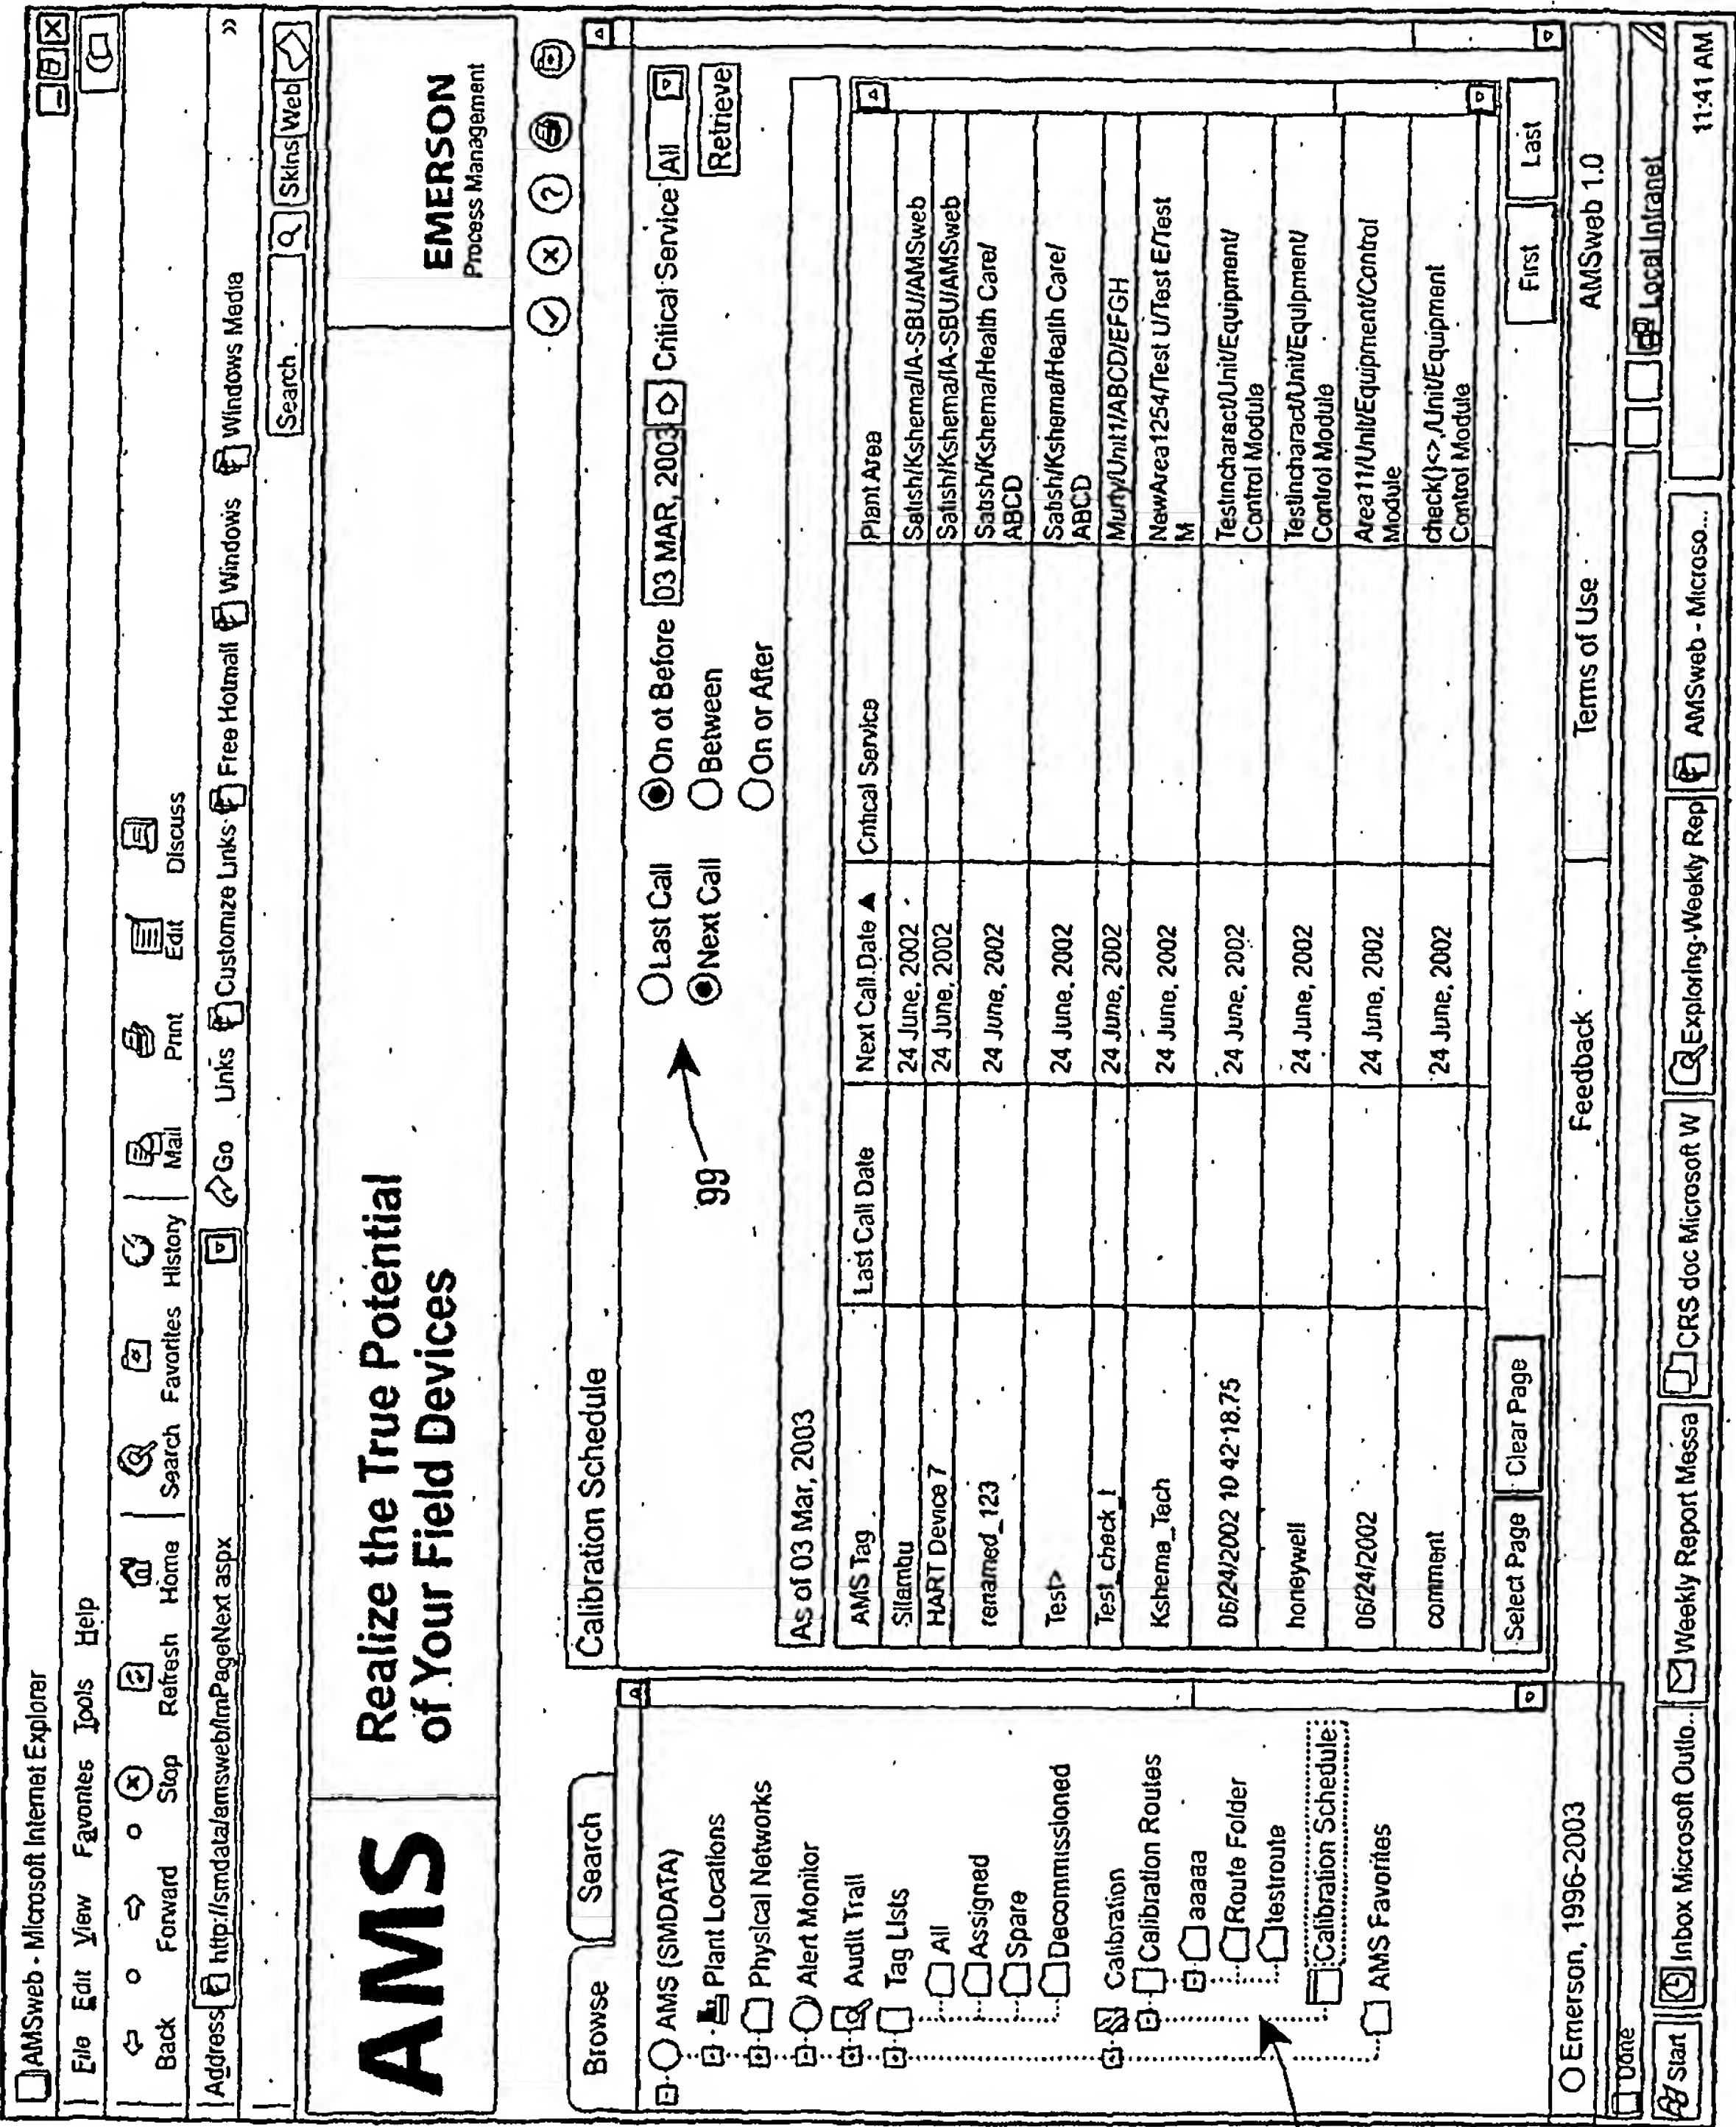 AMSweb - Microsoft Internet Explorer
File Edit View Favorites Tools Help
Back Forward Stop Refresh Home Search Favorites History Mail Print Edit Discuss
Address http://smdata/amsweb/lnPageNext.aspx Go Links Customize Links Free Hotmail Windows Windows Media »
Search Skins Web
AMS
Realize the True Potential
of Your Field Devices
EMERSON
Process Management
Browse Search
AMS (SMDATA)
Plant Locations
Physical Networks
Alert Monitor
Audit Trail
Tag Lists
All
Assigned
Spare
Decommissioned
Calibration
Calibration Routes
aaaaa
Route Folder
testroute
Calibration Schedule
AMS Favorites
Calibration Schedule
99
Last Call On ot Before 03 MAR, 2003 Critical Service All
Next Call Between Retrieve
On or After
As of 03 Mar, 2003
AMS Tag Last Call Date Next Call Date ▲ Critical Service Plant Area
Silambu 24 June, 2002 Satish/Kshema/IA-SBU/AMSweb
HART Device 7 24 June, 2002 Satish/Kshema/IA-SBU/AMSweb
renamed_123 24 June, 2002 Satish/Kshema/Health Care/
ABCD
Test> 24 June, 2002 Satish/Kshema/Health Care/
ABCD
Test_check_! 24 June, 2002 Murty/Unit1/ABCD/EFGH
Kshema_Tech 24 June, 2002 NewArea1254/Test U/Test E/Test
M
06/24/2002 10 42-18.75 24 June, 2002 Testincharact/Unit/Equipment/
Control Module
honeywell 24 June, 2002 Testincharact/Unit/Equipment/
Control Module
06/24/2002 24 June, 2002 Area11/Unit/Equipment/Control
Module
comment 24 June, 2002 check()<>,/Unit/Equipment
Control Module
Select Page Clear Page First Last
Emerson, 1996-2003 Feedback Terms of Use AMSweb 1.0
Done Local Intranet
Start Inbox Microsoft Outlo... Weekly Report Messa CRS doc Microsoft W Exploring-Weekly Rep AMSweb - Microso... 11:41 AM